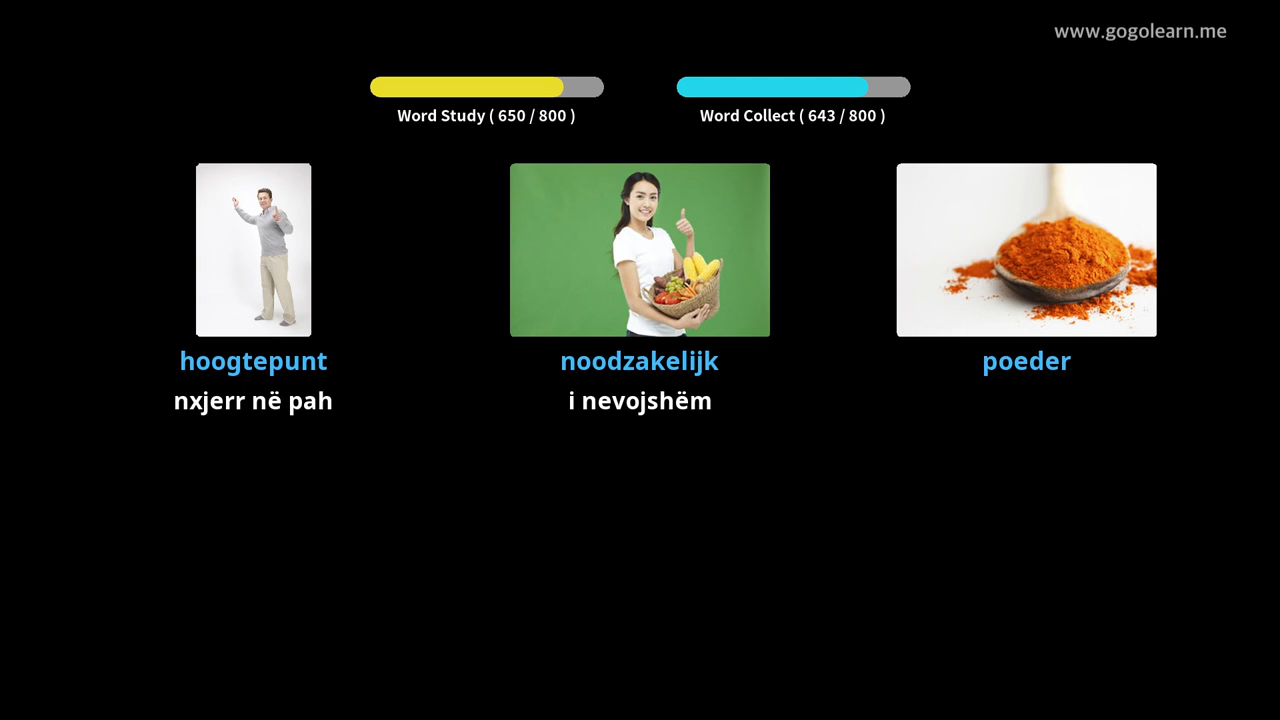 www.gogolearn.me
Word Study ( 650 / 800 )
Word Collect ( 643 / 800 )
hoogtepunt
nxjerr në pah
noodzakelijk
i nevojshëm
poeder